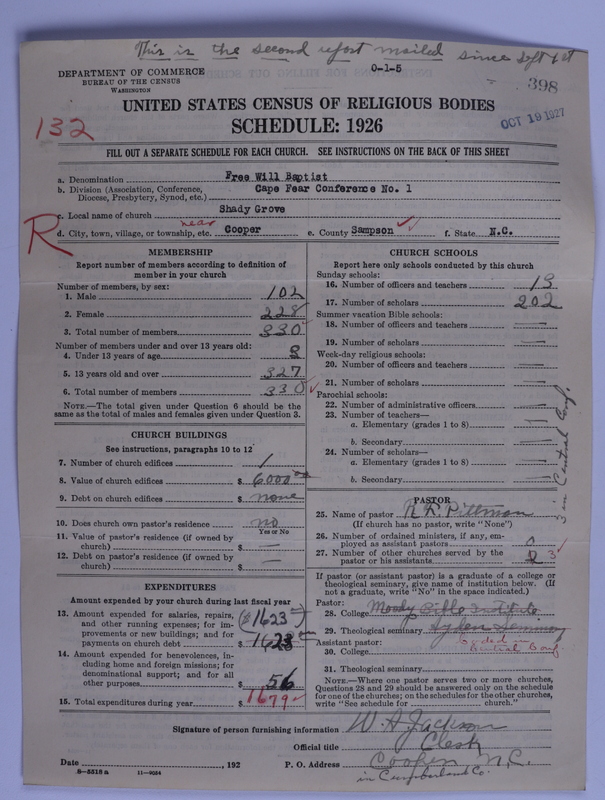 This is the second report mailed since Sept 1st
DEPARTMENT OF COMMERCE
BUREAU OF THE CENSUS
WASHINGTON
0-1-5
398
UNITED STATES CENSUS OF RELIGIOUS BODIES
SCHEDULE: 1926
OCT 19 1927
132
FILL OUT A SEPARATE SCHEDULE FOR EACH CHURCH. SEE INSTRUCTIONS ON THE BACK OF THIS SHEET
a. Denomination Free Will Baptist
b. Division (Association, Conference, Diocese, Presbytery, Synod, etc.) Cape Fear Conference No. 1
c. Local name of church Shady Grove
R
d. City, town, village, or township, etc. near Cooper e. County Sampson f. State N.C.
MEMBERSHIP
Report number of members according to definition of
member in your church
Number of members, by sex:
1. Male 102
2. Female 228
3. Total number of members 330
Number of members under and over 13 years old:
4. Under 13 years of age 3
5. 13 years old and over 327
6. Total number of members 330
NOTE.—The total given under Question 6 should be the
same as the total of males and females given under Question 3.
CHURCH BUILDINGS
See instructions, paragraphs 10 to 12
7. Number of church edifices 1
8. Value of church edifices $ 6000.00
9. Debt on church edifices $ none
10. Does church own pastor's residence no
Yes or No
11. Value of pastor's residence (if owned by
church) $ —
12. Debt on pastor's residence (if owned by
church) $ —
EXPENDITURES
Amount expended by your church during last fiscal year
13. Amount expended for salaries, repairs,
and other running expenses; for im-
provements or new buildings; and for
payments on church debt $ 1623
($1623)
14. Amount expended for benevolences, in-
cluding home and foreign missions; for
denominational support; and for all
other purposes $ 56
15. Total expenditures during year $ 1679
CHURCH SCHOOLS
Report here only schools conducted by this church
Sunday schools:
16. Number of officers and teachers 13
17. Number of scholars 202
Summer vacation Bible schools:
18. Number of officers and teachers —
19. Number of scholars —
Week-day religious schools:
20. Number of officers and teachers —
21. Number of scholars —
Parochial schools:
22. Number of administrative officers —
23. Number of teachers—
a. Elementary (grades 1 to 8) —
b. Secondary —
24. Number of scholars—
a. Elementary (grades 1 to 8) —
b. Secondary —
3 in Central Conf.
PASTOR
25. Name of pastor R. F. Pittman
(If church has no pastor, write "None")
26. Number of ordained ministers, if any, em-
ployed as assistant pastors 0
27. Number of other churches served by the
pastor or his assistants 3
If pastor (or assistant pastor) is a graduate of a college or
theological seminary, give name of institution below. (If
not a graduate, write "No" in the space indicated.)
Pastor:
28. College Moody Bible Institute
29. Theological seminary Ayden Seminary
Coded in
Central Conf
Assistant pastor:
30. College
31. Theological seminary
NOTE.—Where one pastor serves two or more churches,
Questions 28 and 29 should be answered only on the schedule
for one of the churches; on the schedules for the other churches,
write "See schedule for church."
Signature of person furnishing information W. A. Jackson
Official title Clerk
Date , 192 P. O. Address Cooper N.C.
in Cumberland Co.
8-5518 a 11-9024